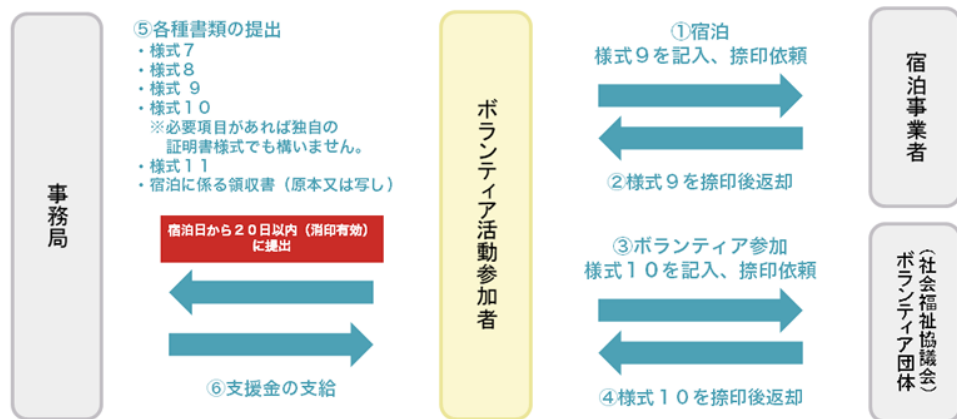 事務局
⑤各種書類の提出
・様式７
・様式８
・様式 ９
・様式１０
※必要項目があれば独自の
証明書様式でも構いません。
・様式１１
・宿泊に係る領収書（原本又は写し）
宿泊日から２０日以内（消印有効）
に提出
⑥支援金の支給
ボランティア活動参加者
①宿泊
様式９を記入、捺印依頼
②様式９を捺印後返却
宿泊事業者
③ボランティア参加
様式１０を記入、捺印依頼
④様式１０を捺印後返却
（社会福祉協議会）
ボランティア団体